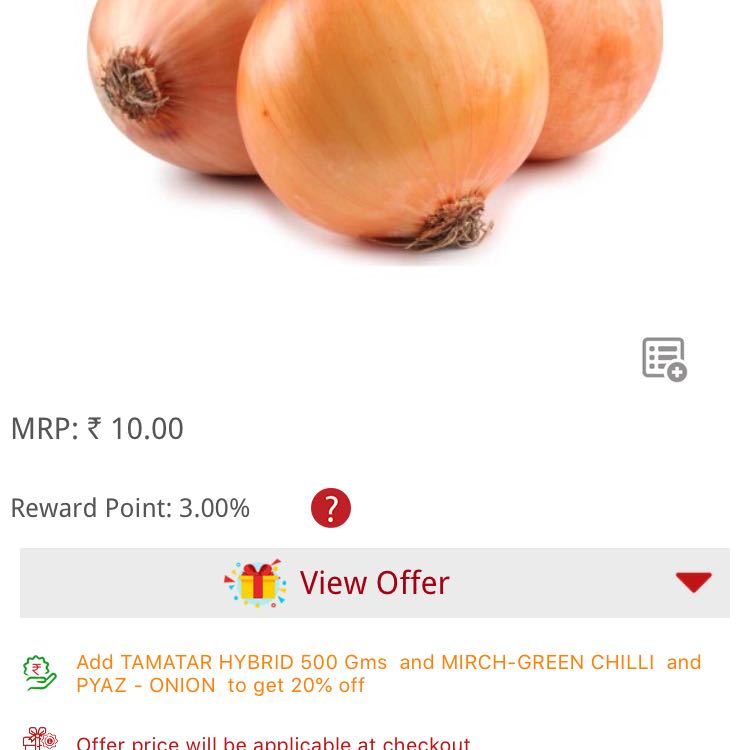 MRP: ₹ 10.00
Reward Point: 3.00% ?
View Offer
Add TAMATAR HYBRID 500 Gms and MIRCH-GREEN CHILLI and
PYAZ - ONION to get 20% off
Offer price will be applicable at checkout